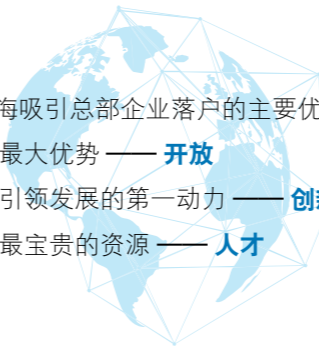 海吸引总部企业落户的主要优
最大优势 —— 开放
引领发展的第一动力 —— 创
最宝贵的资源 —— 人才